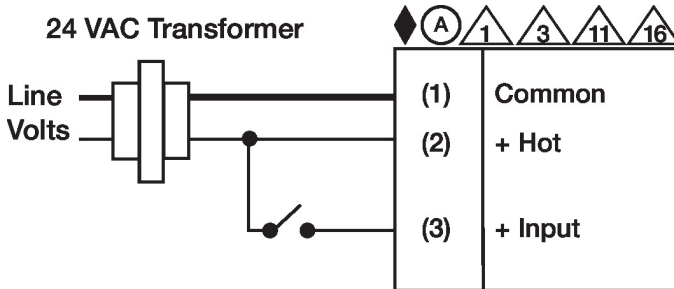 24 VAC Transformer
A 1 3 11 16
Line
Volts
(1) Common
(2) + Hot
(3) + Input